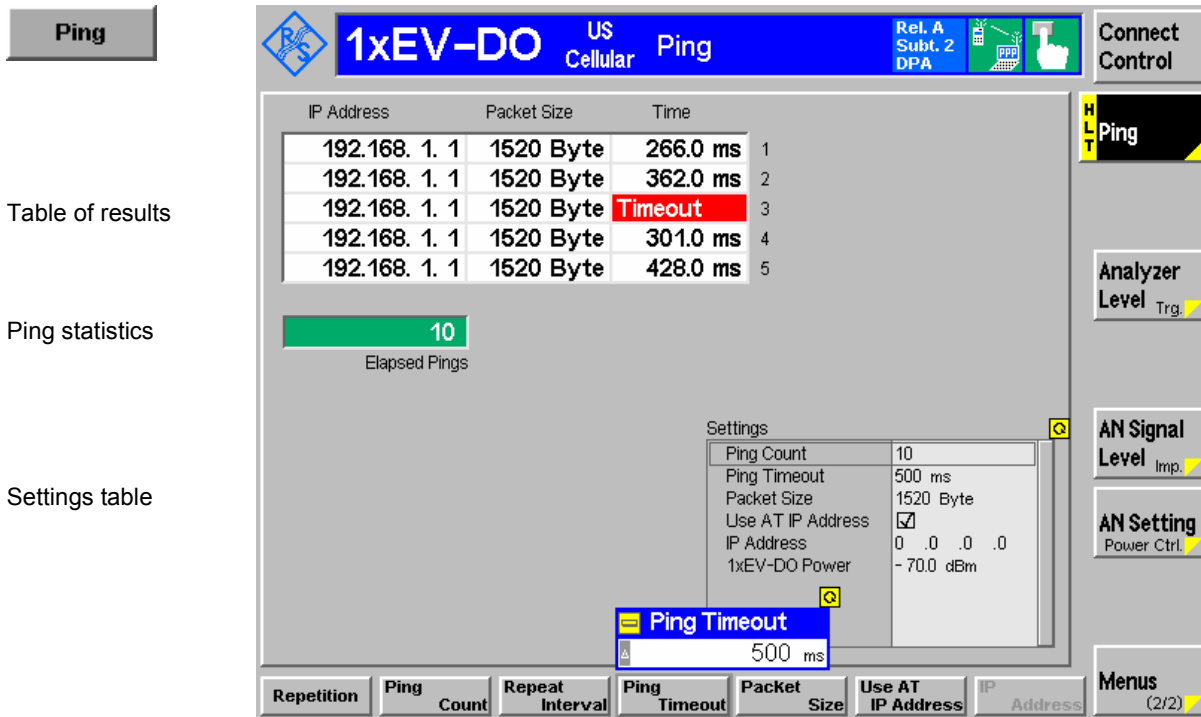 Ping
R&S
1xEV-DO US Cellular Ping
Rel. A
Subt. 2
DPA
Connect Control
IP Address Packet Size Time
192.168. 1. 1 1520 Byte 266.0 ms 1
192.168. 1. 1 1520 Byte 362.0 ms 2
192.168. 1. 1 1520 Byte Timeout 3
192.168. 1. 1 1520 Byte 301.0 ms 4
192.168. 1. 1 1520 Byte 428.0 ms 5
HLT Ping
Table of results
Analyzer Level Trg.
Ping statistics
10
Elapsed Pings
Settings
Ping Count 10
Ping Timeout 500 ms
Packet Size 1520 Byte
Use AT IP Address
IP Address 0 .0 .0 .0
1xEV-DO Power - 70.0 dBm
AN Signal Level Imp.
Settings table
AN Setting
Power Ctrl.
Ping Timeout
500 ms
Repetition
Ping Count
Repeat Interval
Ping Timeout
Packet Size
Use AT IP Address
IP Address
Menus
(2/2)